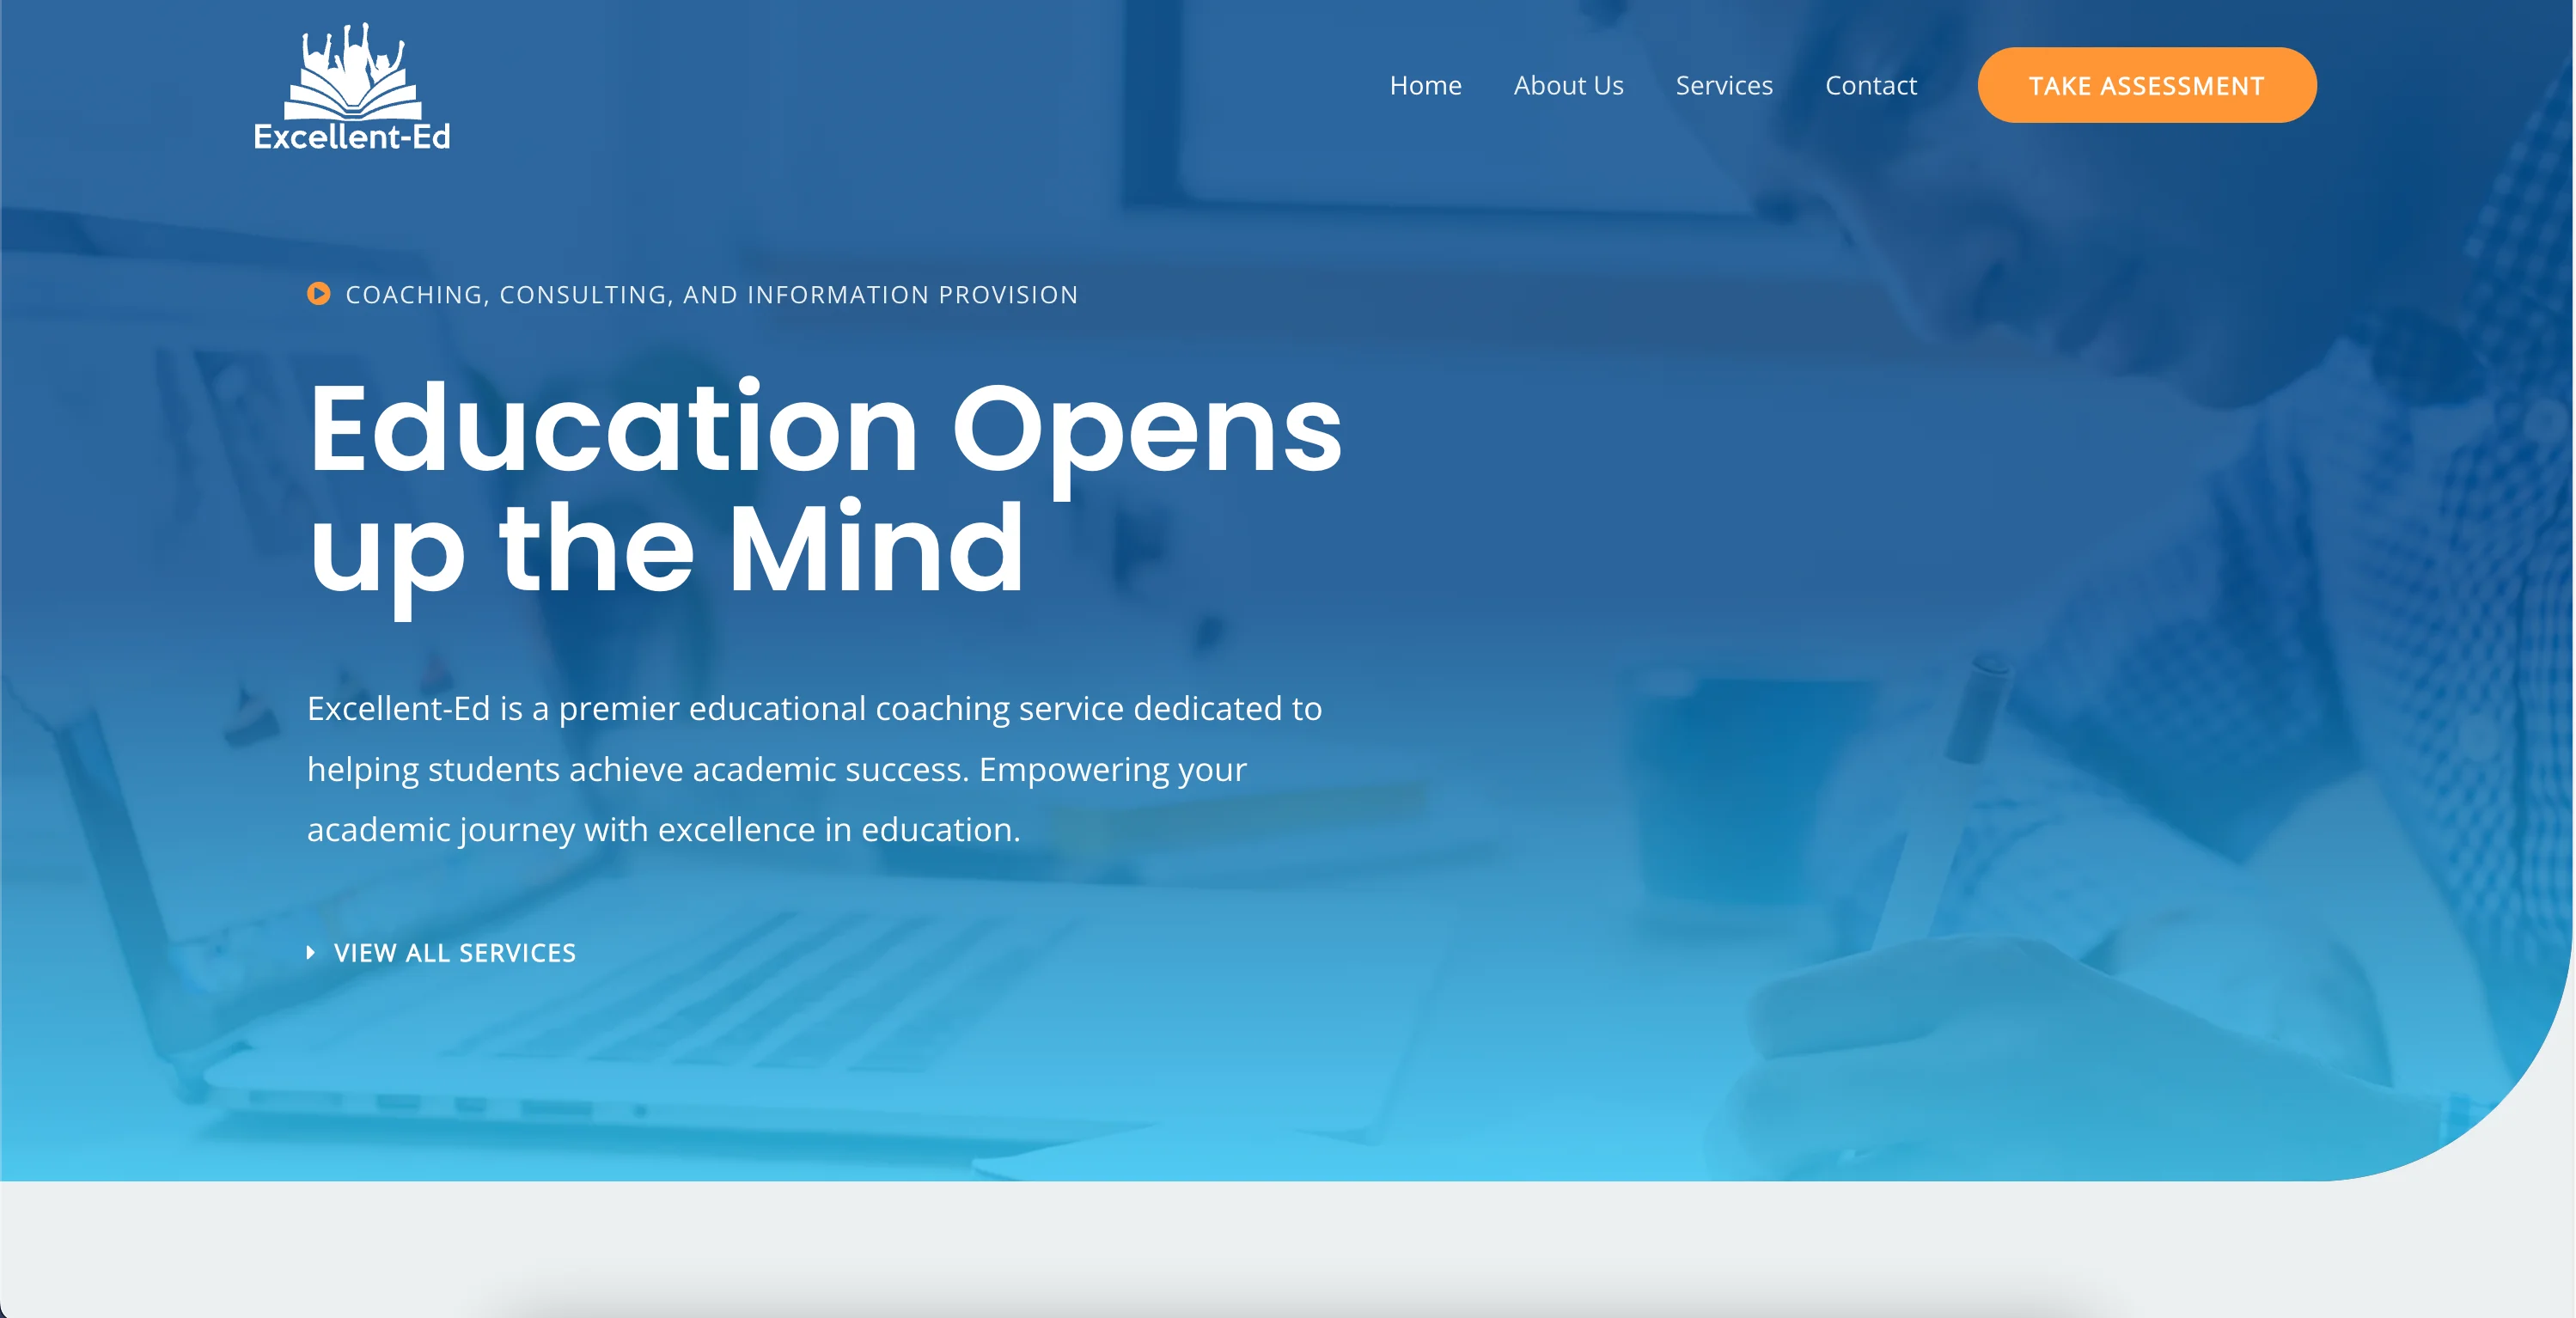 Excellent-Ed
Home
About Us
Services
Contact
TAKE ASSESSMENT
COACHING, CONSULTING, AND INFORMATION PROVISION
Education Opens
up the Mind
Excellent-Ed is a premier educational coaching service dedicated to
helping students achieve academic success. Empowering your
academic journey with excellence in education.
VIEW ALL SERVICES